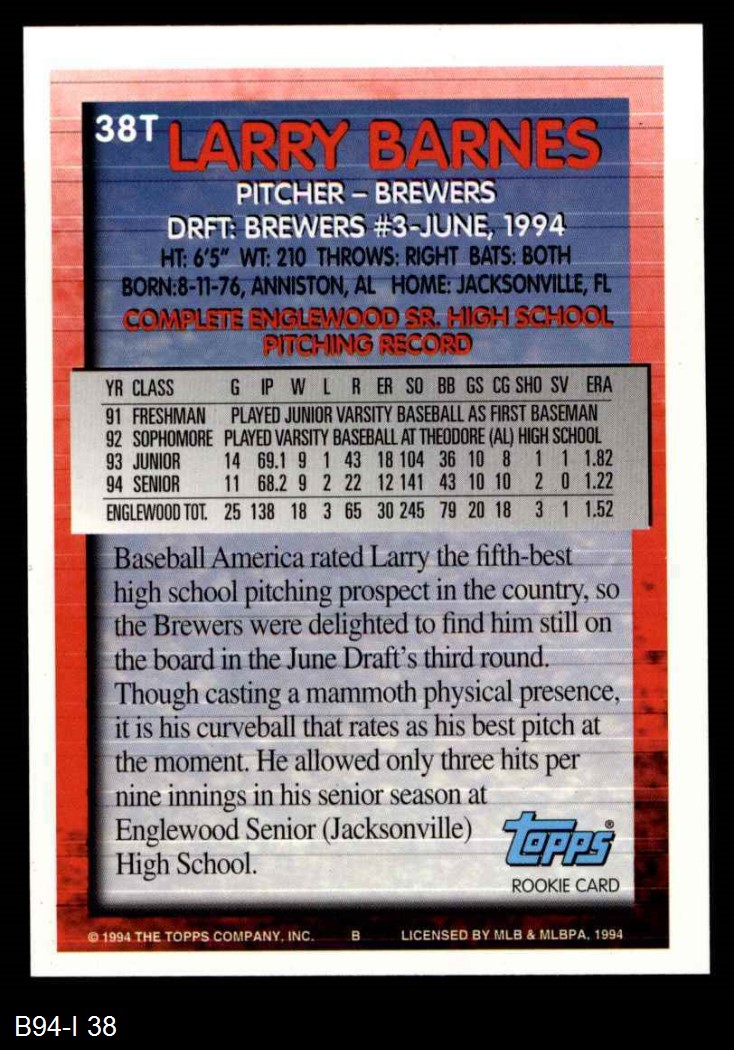 38T
LARRY BARNES
PITCHER – BREWERS
DRFT: BREWERS #3-JUNE, 1994
HT: 6'5" WT: 210 THROWS: RIGHT BATS: BOTH
BORN:8-11-76, ANNISTON, AL HOME: JACKSONVILLE, FL
COMPLETE ENGLEWOOD SR. HIGH SCHOOL
PITCHING RECORD
YR CLASS G IP W L R ER SO BB GS CG SHO SV ERA
91 FRESHMAN PLAYED JUNIOR VARSITY BASEBALL AS FIRST BASEMAN
92 SOPHOMORE PLAYED VARSITY BASEBALL AT THEODORE (AL) HIGH SCHOOL
93 JUNIOR 14 69.1 9 1 43 18 104 36 10 8 1 1 1.82
94 SENIOR 11 68.2 9 2 22 12 141 43 10 10 2 0 1.22
ENGLEWOOD TOT. 25 138 18 3 65 30 245 79 20 18 3 1 1.52
Baseball America rated Larry the fifth-best
high school pitching prospect in the country, so
the Brewers were delighted to find him still on
the board in the June Draft's third round.
Though casting a mammoth physical presence,
it is his curveball that rates as his best pitch at
the moment. He allowed only three hits per
nine innings in his senior season at
Englewood Senior (Jacksonville)
High School.
Topps®
ROOKIE CARD
© 1994 THE TOPPS COMPANY, INC. B LICENSED BY MLB & MLBPA, 1994
B94-I 38